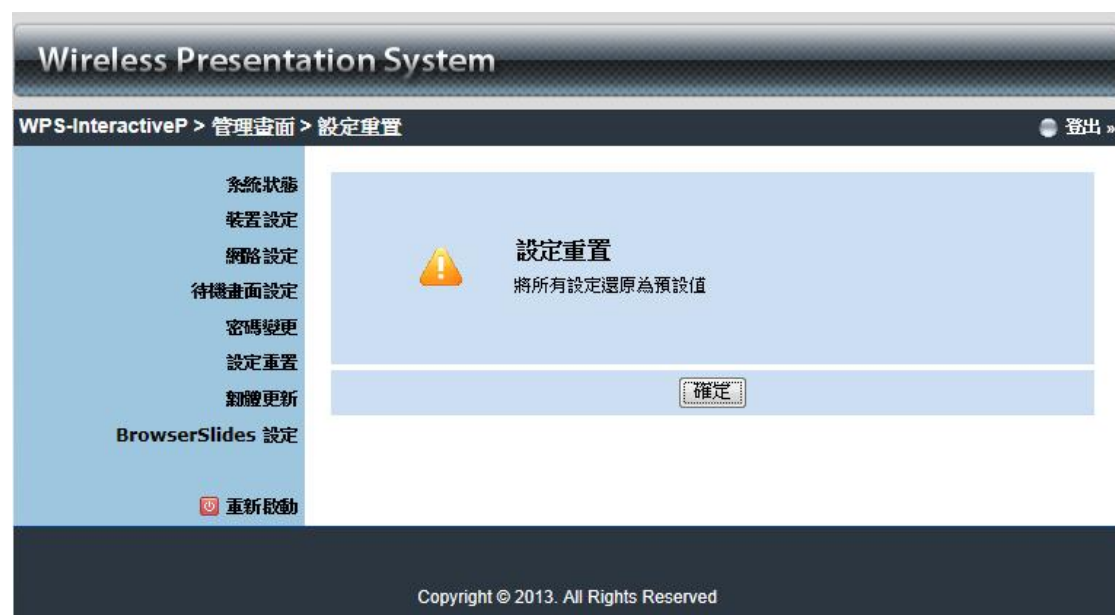 Wireless Presentation System
WPS-InteractiveP > 管理畫面 > 設定重置
登出 »
系統狀態
裝置設定
網路設定
待機畫面設定
密碼變更
設定重置
韌體更新
BrowserSlides 設定
重新啟動
設定重置
將所有設定還原為預設值
確定
Copyright © 2013. All Rights Reserved